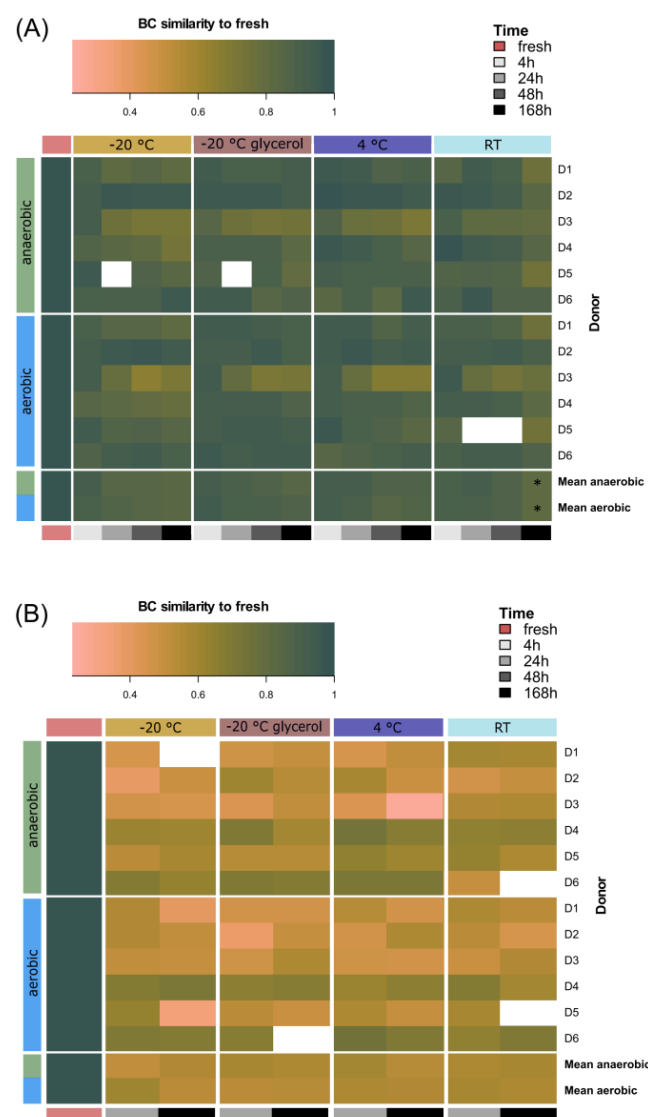 (A)
BC similarity to fresh
0.4 0.6 0.8 1
Time
fresh
4h
24h
48h
168h
-20 °C -20 °C glycerol 4 °C RT
anaerobic
D1
D2
D3
D4
D5
D6
aerobic
D1
D2
D3
D4
D5
D6
Donor
* Mean anaerobic
* Mean aerobic
(B)
BC similarity to fresh
0.4 0.6 0.8 1
Time
fresh
4h
24h
48h
168h
-20 °C -20 °C glycerol 4 °C RT
anaerobic
D1
D2
D3
D4
D5
D6
aerobic
D1
D2
D3
D4
D5
D6
Donor
Mean anaerobic
Mean aerobic